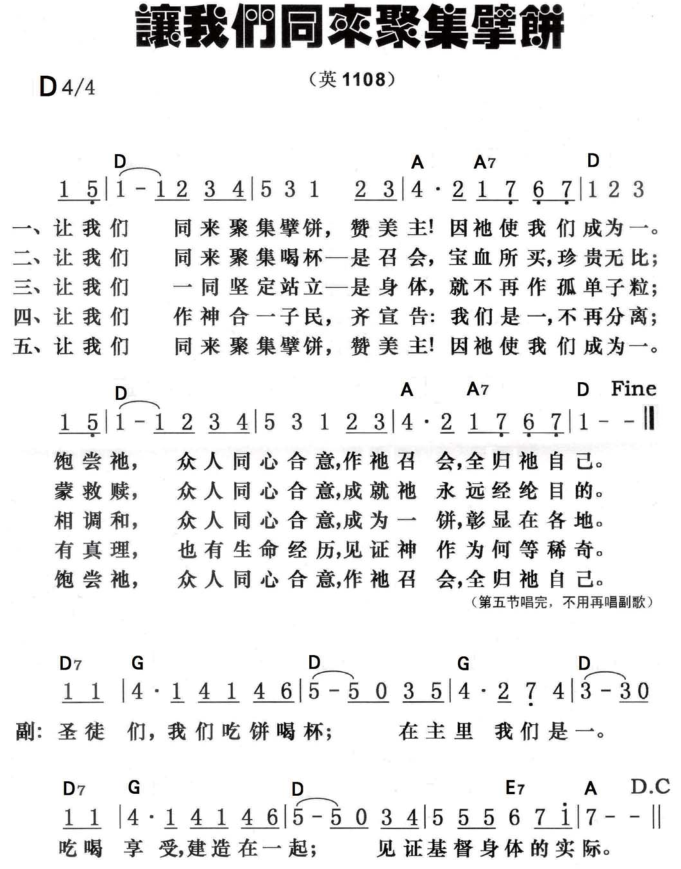 讓我們同來聚集擘餅
（英1108）
D 4/4
D A A7 D
1 5|1-1 2 3 4|5 3 1 2 3|4·2 1 7 6 7|1 2 3
一、让我们 同来聚集擘饼，赞美主！因祂使我们成为一。
二、让我们 同来聚集喝杯—是召会，宝血所买，珍贵无比；
三、让我们 一同坚定站立—是身体，就不再作孤单子粒；
四、让我们 作神合一子民，齐宣告：我们是一，不再分离；
五、让我们 同来聚集擘饼，赞美主！因祂使我们成为一。
D A A7 D Fine
1 5|1-1 2 3 4|5 3 1 2 3|4·2 1 7 6 7|1 - - ‖
饱尝祂， 众人同心合意，作祂召 会，全归祂自己。
蒙救赎， 众人同心合意，成就祂 永远经纶目的。
相调和， 众人同心合意，成为一 饼，彰显在各地。
有真理， 也有生命经历，见证神 作为何等稀奇。
饱尝祂， 众人同心合意，作祂召 会，全归祂自己。
（第五节唱完，不用再唱副歌）
D7 G D G D
1 1 |4·1 4 1 4 6|5-5 0 3 5|4·2 7 4|3-3 0
副：圣徒 们，我们吃饼喝杯； 在主里 我们是一。
D7 G D E7 A D.C
1 1 |4·1 4 1 4 6|5-5 0 3 4|5 5 5 6 7 1|7 - - ‖
吃喝 享 受，建造在一起； 见证基督身体的实际。